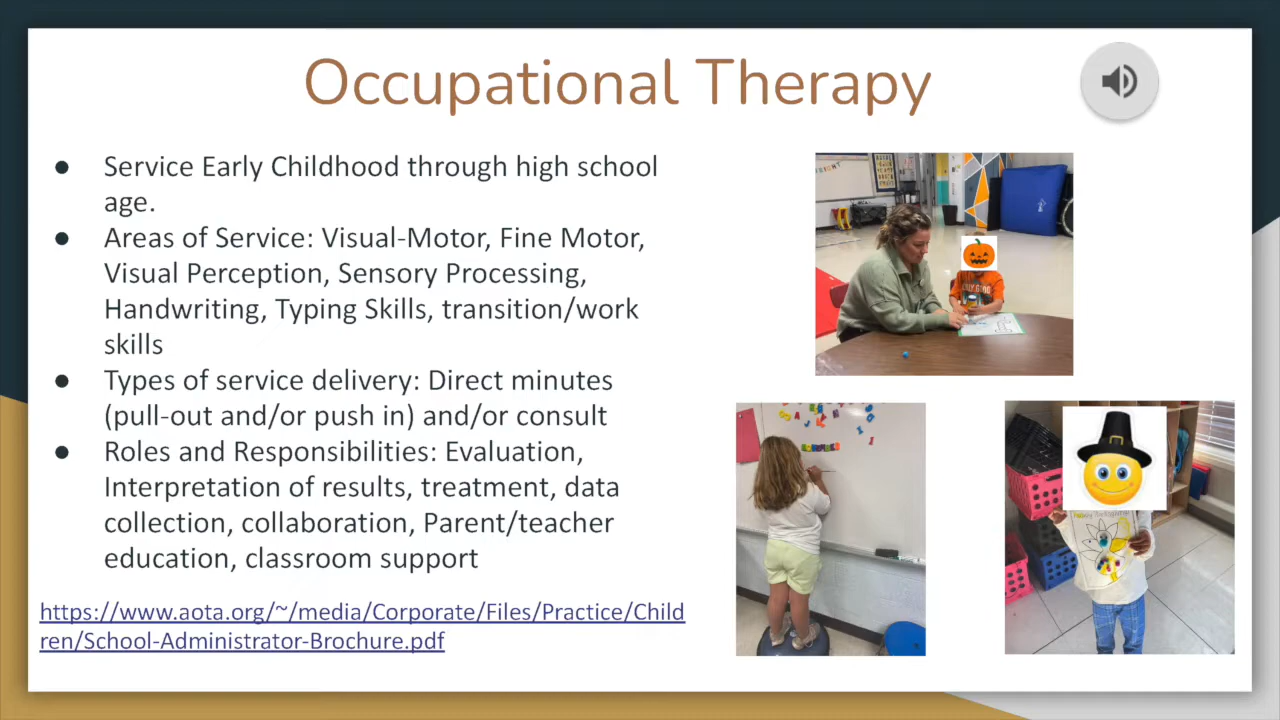 Occupational Therapy
● Service Early Childhood through high school
age.
● Areas of Service: Visual-Motor, Fine Motor,
Visual Perception, Sensory Processing,
Handwriting, Typing Skills, transition/work
skills
● Types of service delivery: Direct minutes
(pull-out and/or push in) and/or consult
● Roles and Responsibilities: Evaluation,
Interpretation of results, treatment, data
collection, collaboration, Parent/teacher
education, classroom support
https://www.aota.org/~/media/Corporate/Files/Practice/Child
ren/School-Administrator-Brochure.pdf